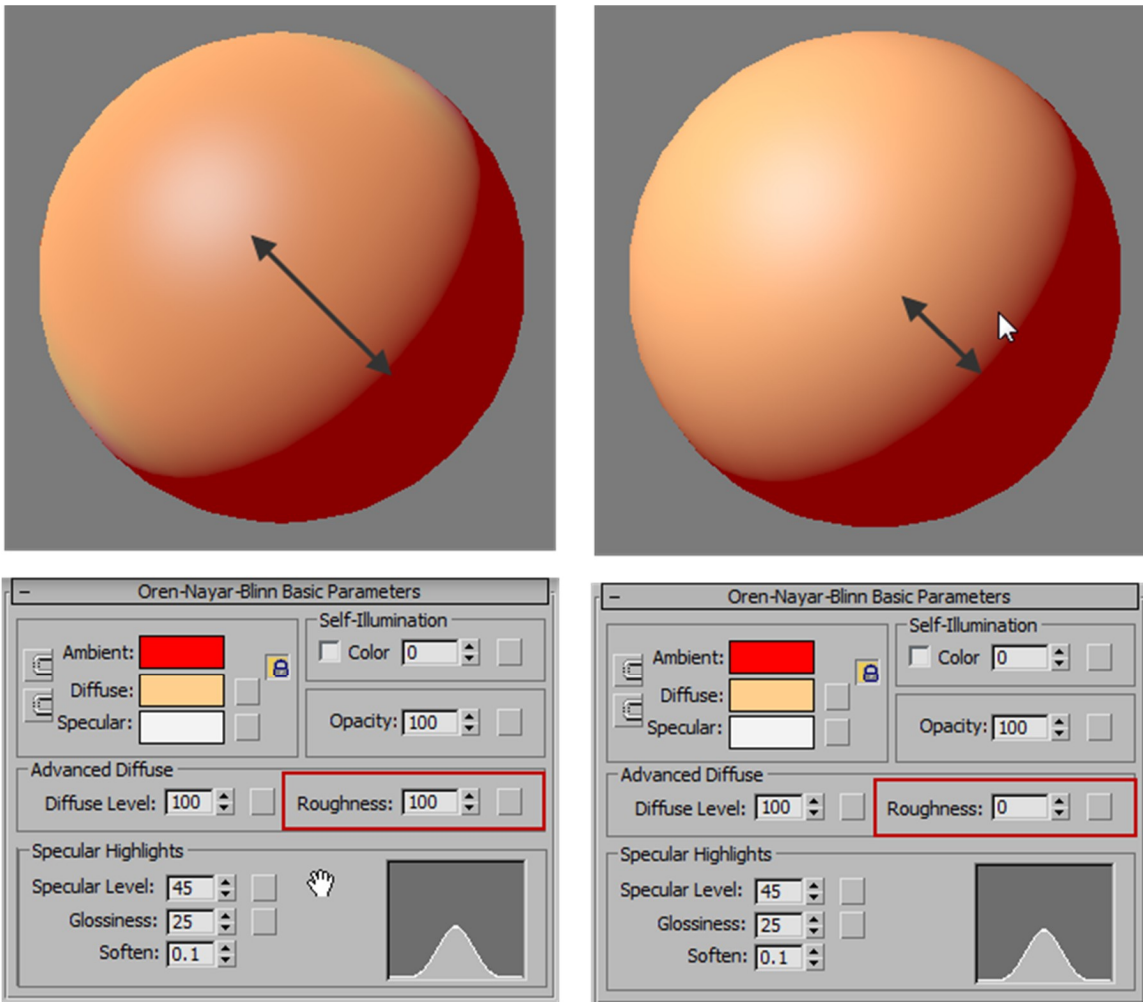 Oren-Nayar-Blinn Basic Parameters
Self-Illumination
Ambient:
Color 0
Diffuse:
Specular:
Opacity: 100
Advanced Diffuse
Diffuse Level: 100
Roughness: 100
Specular Highlights
Specular Level: 45
Glossiness: 25
Soften: 0.1
Oren-Nayar-Blinn Basic Parameters
Self-Illumination
Ambient:
Color 0
Diffuse:
Specular:
Opacity: 100
Advanced Diffuse
Diffuse Level: 100
Roughness: 0
Specular Highlights
Specular Level: 45
Glossiness: 25
Soften: 0.1